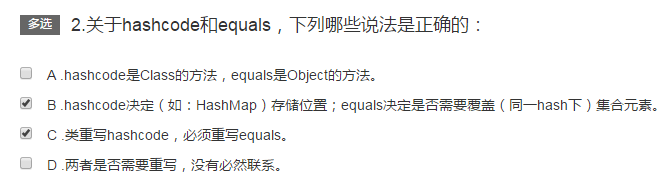 多选 2.关于hashcode和equals，下列哪些说法是正确的：
A .hashcode是Class的方法，equals是Object的方法。
B .hashcode决定（如：HashMap）存储位置；equals决定是否需要覆盖（同一hash下）集合元素。
C .类重写hashcode，必须重写equals。
D .两者是否需要重写，没有必然联系。